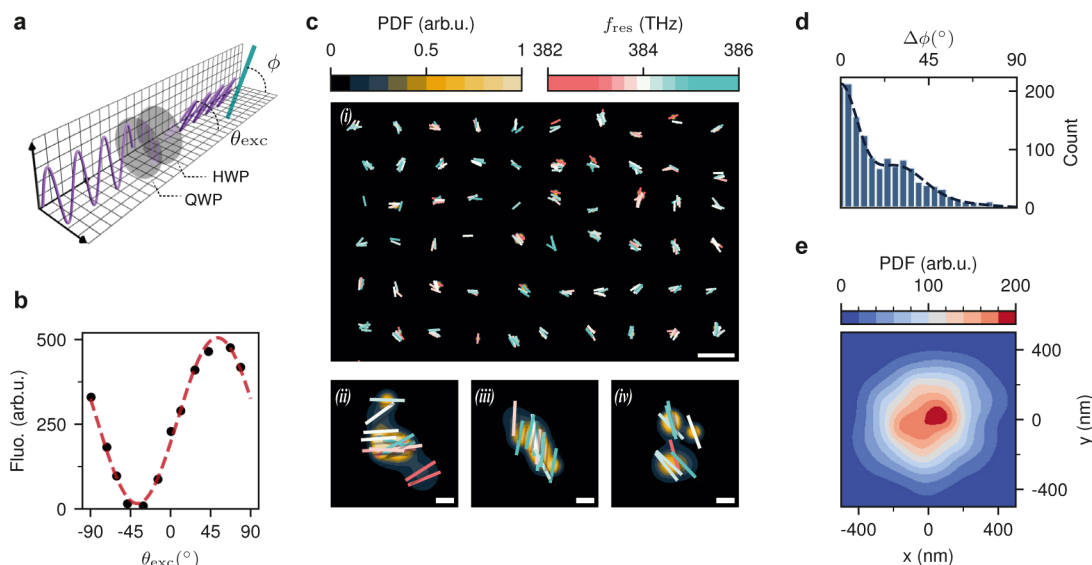 a
ϕ
θexc
HWP
QWP
b
Fluo. (arb.u.)
500
250
0
-90
-45
0
45
90
θexc(°)
c
PDF (arb.u.)
0
0.5
1
fres (THz)
382
384
386
(i)
(ii)
(iii)
(iv)
d
Δϕ(°)
0
45
90
200
100
0
Count
e
PDF (arb.u.)
0
100
200
400
0
-500
y (nm)
-500
0
400
x (nm)